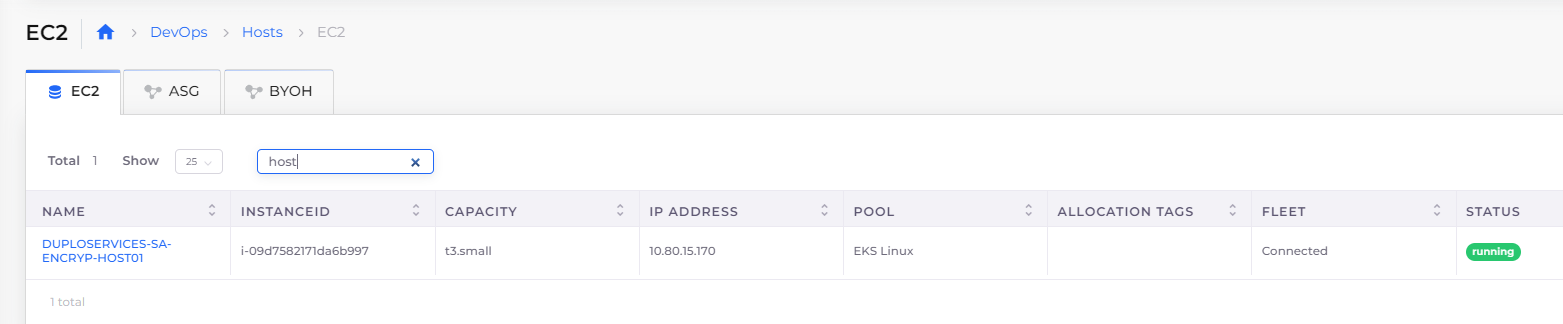 EC2 DevOps Hosts EC2
EC2 ASG BYOH
Total 1 Show 25 host
NAME INSTANCEID CAPACITY IP ADDRESS POOL ALLOCATION TAGS FLEET STATUS
DUPLOSERVICES-SA-
ENCRYP-HOST01 i-09d7582171da6b997 t3.small 10.80.15.170 EKS Linux Connected running
1 total